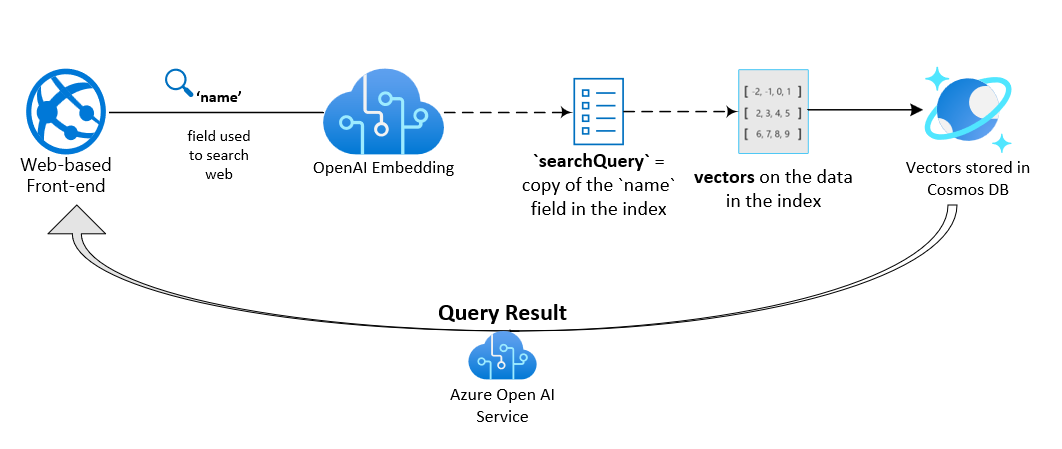 'name'
field used
to search
web
Web-based
Front-end
OpenAI Embedding
`searchQuery` =
copy of the `name`
field in the index
[ -2, -1, 0, 1 ]
[ 2, 3, 4, 5 ]
[ 6, 7, 8, 9 ]
vectors on the data
in the index
Vectors stored in
Cosmos DB
Query Result
Azure Open AI
Service